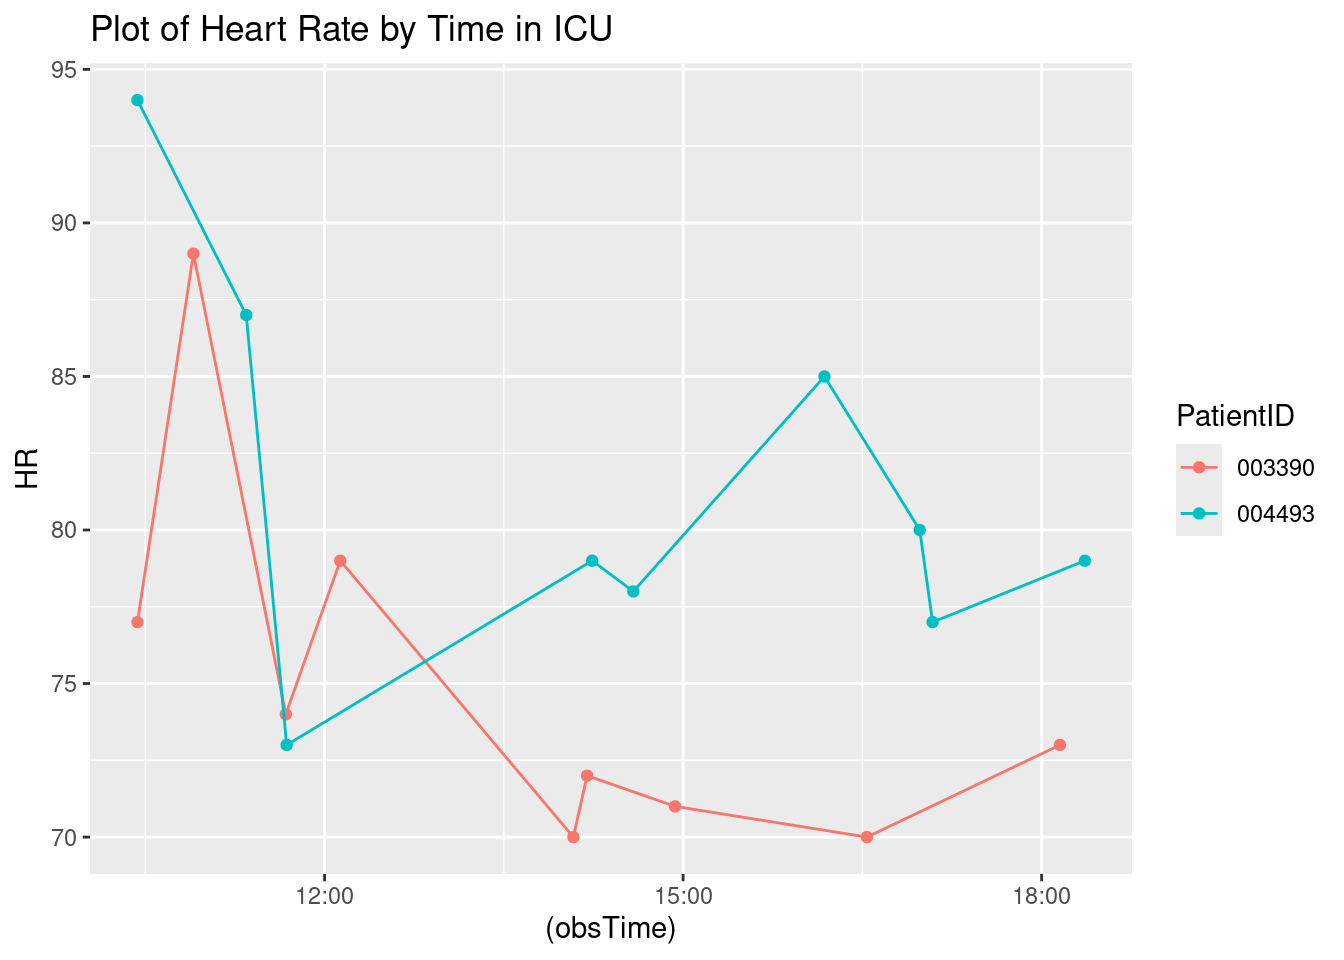 Plot of Heart Rate by Time in ICU
95
90
85
80
75
70
HR
12:00
15:00
18:00
(obsTime)
PatientID
003390
004493